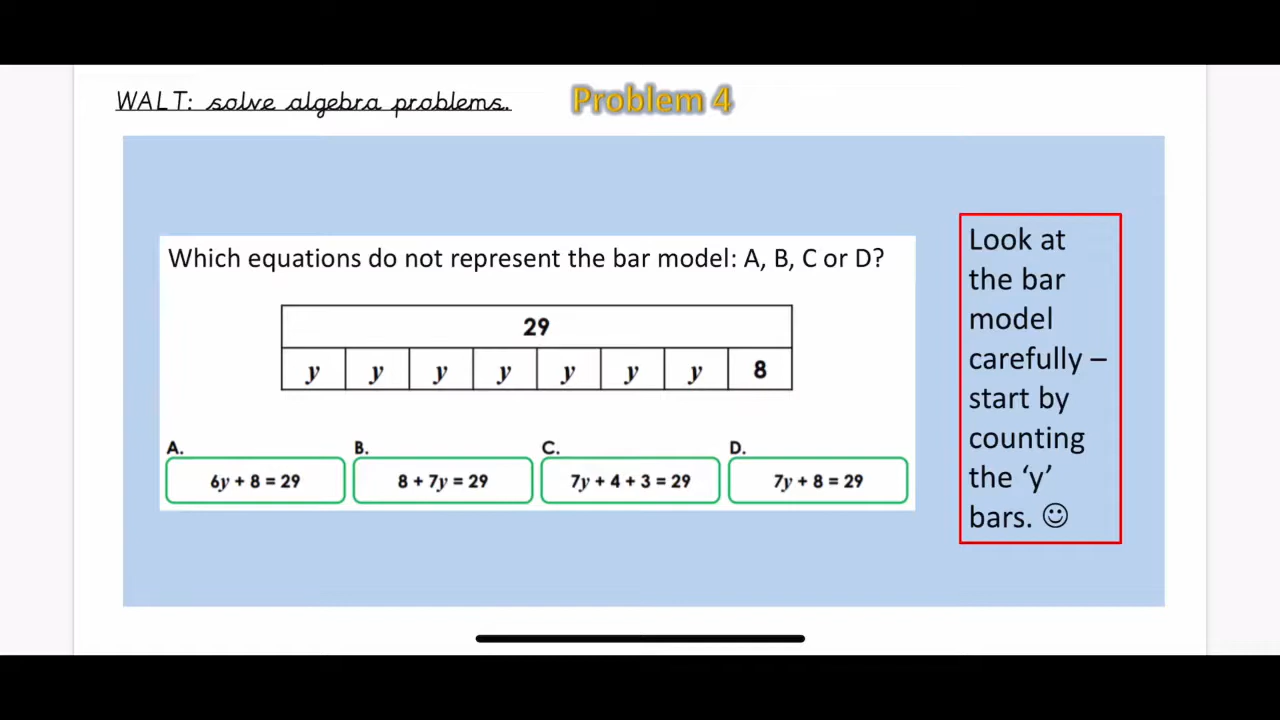 WALT: solve algebra problems.
Problem 4
Which equations do not represent the bar model: A, B, C or D?
29
y y y y y y y 8
A. B. C. D.
6y + 8 = 29 8 + 7y = 29 7y + 4 + 3 = 29 7y + 8 = 29
Look at
the bar
model
carefully –
start by
counting
the ‘y’
bars. ☺